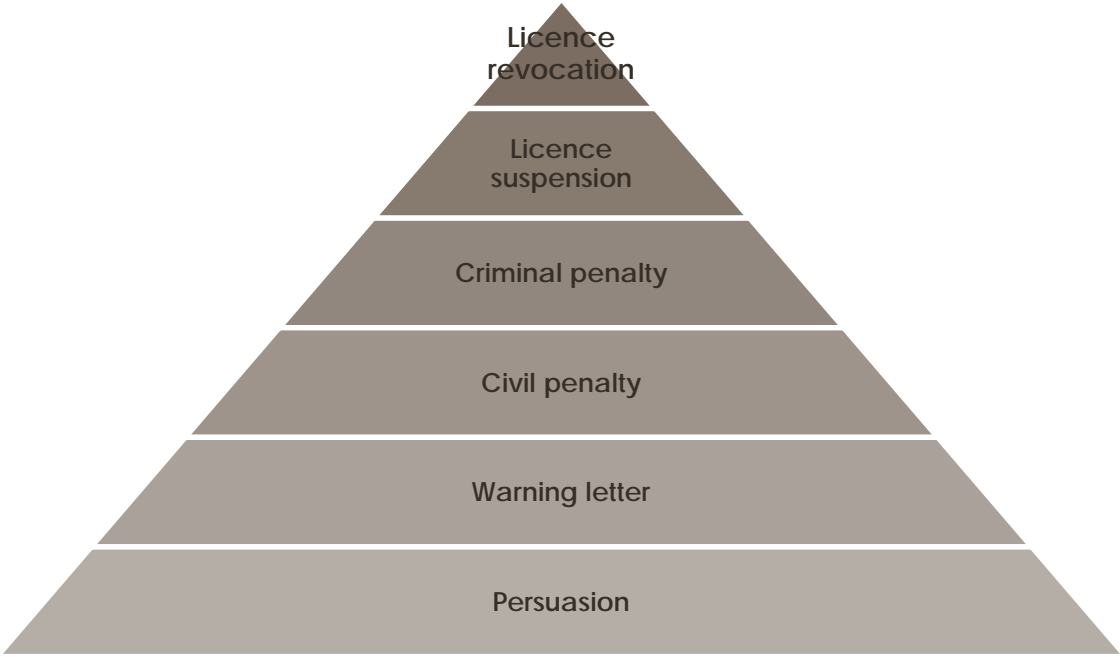 Licence
revocation
Licence
suspension
Criminal penalty
Civil penalty
Warning letter
Persuasion